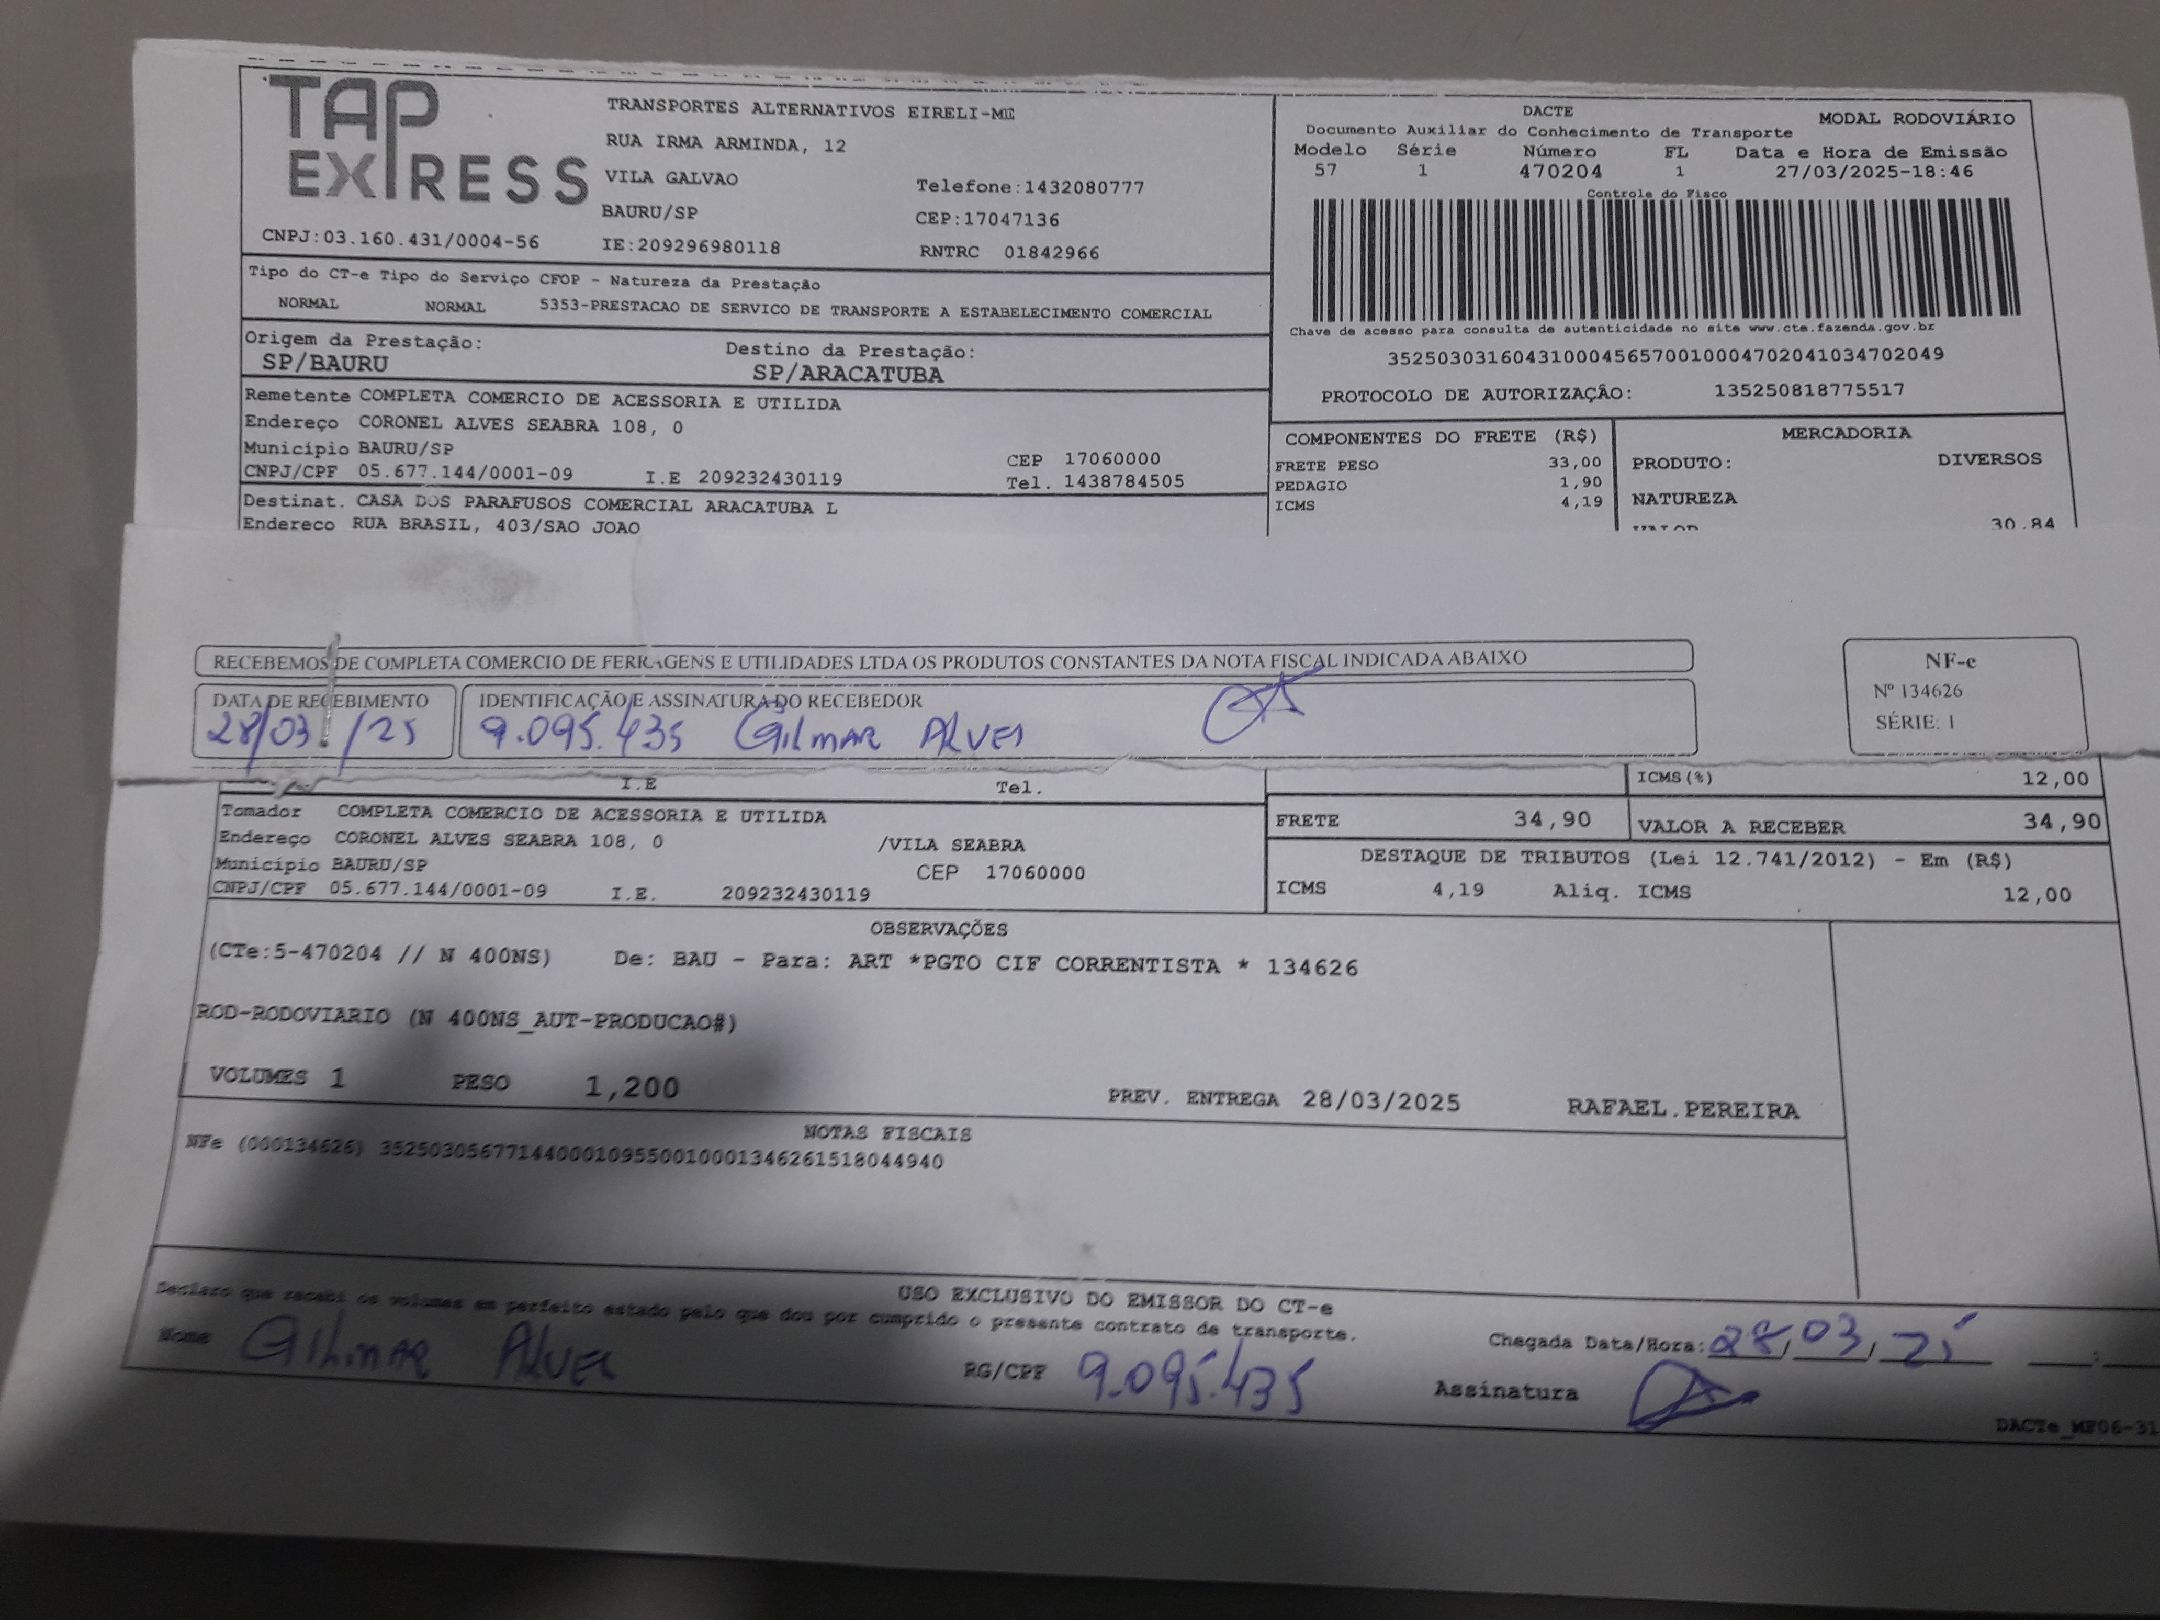 TAP EXPRESS
TRANSPORTES ALTERNATIVOS EIRELI-ME
RUA IRMA ARMINDA, 12
VILA GALVAO Telefone:1432080777
BAURU/SP CEP:17047136
CNPJ:03.160.431/0004-56 IE:209296980118 RNTRC 01842966
DACTE MODAL RODOVIÁRIO
Documento Auxiliar do Conhecimento de Transporte
Modelo Série Número FL Data e Hora de Emissão
57 1 470204 1 27/03/2025-18:46
Controle do Fisco
Chave de acesso para consulta de autenticidade no site www.cte.fazenda.gov.br
35250303160431000456570010004702041034702049
PROTOCOLO DE AUTORIZAÇÂO: 135250818775517
Tipo do CT-e Tipo do Serviço CFOP - Natureza da Prestação
NORMAL NORMAL 5353-PRESTACAO DE SERVICO DE TRANSPORTE A ESTABELECIMENTO COMERCIAL
Origem da Prestação: Destino da Prestação:
SP/BAURU SP/ARACATUBA
Remetente COMPLETA COMERCIO DE ACESSORIA E UTILIDA
Endereço CORONEL ALVES SEABRA 108, 0
Município BAURU/SP CEP 17060000
CNPJ/CPF 05.677.144/0001-09 I.E 209232430119 Tel. 1438784505
Destinat. CASA DOS PARAFUSOS COMERCIAL ARACATUBA L
Endereco RUA BRASIL, 403/SAO JOAO
COMPONENTES DO FRETE (R$)
FRETE PESO 33,00
PEDAGIO 1,90
ICMS 4,19
MERCADORIA
PRODUTO: DIVERSOS
NATUREZA
VALOR 30,84
RECEBEMOS DE COMPLETA COMERCIO DE FERRAGENS E UTILIDADES LTDA OS PRODUTOS CONSTANTES DA NOTA FISCAL INDICADA ABAIXO
DATA DE RECEBIMENTO IDENTIFICAÇÃO E ASSINATURA DO RECEBEDOR
28/03/25 9.095.435 Gilmar Alves
NF-e
Nº 134626
SÉRIE: 1
I.E Tel.
ICMS(%) 12,00
Tomador COMPLETA COMERCIO DE ACESSORIA E UTILIDA
Endereço CORONEL ALVES SEABRA 108, 0 /VILA SEABRA
Município BAURU/SP CEP 17060000
CNPJ/CPF 05.677.144/0001-09 I.E. 209232430119
FRETE 34,90 VALOR A RECEBER 34,90
DESTAQUE DE TRIBUTOS (Lei 12.741/2012) - Em (R$)
ICMS 4,19 Aliq. ICMS 12,00
OBSERVAÇÕES
(CTe:5-470204 // N 400NS) De: BAU - Para: ART *PGTO CIF CORRENTISTA * 134626
ROD-RODOVIARIO (N 400NS_AUT-PRODUCAO#)
VOLUMES 1 PESO 1,200 PREV. ENTREGA 28/03/2025 RAFAEL.PEREIRA
NOTAS FISCAIS
NFe (000134626) 35250305677144000109550010001346261518044940
USO EXCLUSIVO DO EMISSOR DO CT-e
Declaro que recebi os volumes em perfeito estado pelo que dou por cumprido o presente contrato de transporte.
Nome Gilmar Alves RG/CPF 9.095.435
Chegada Data/Hora: 28/03/25 :
Assinatura
DACTe_MF06-31